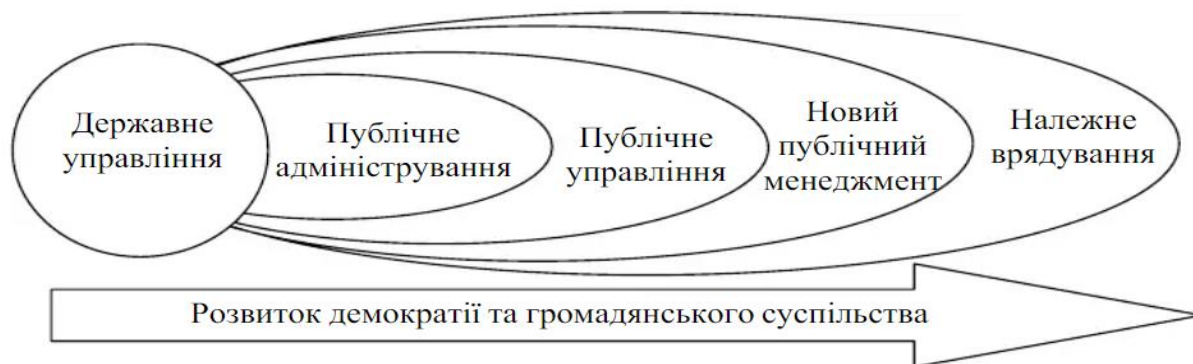 Державне
управління
Публічне
адміністрування
Публічне
управління
Новий
публічний
менеджмент
Належне
врядування
Розвиток демократії та громадянського суспільства